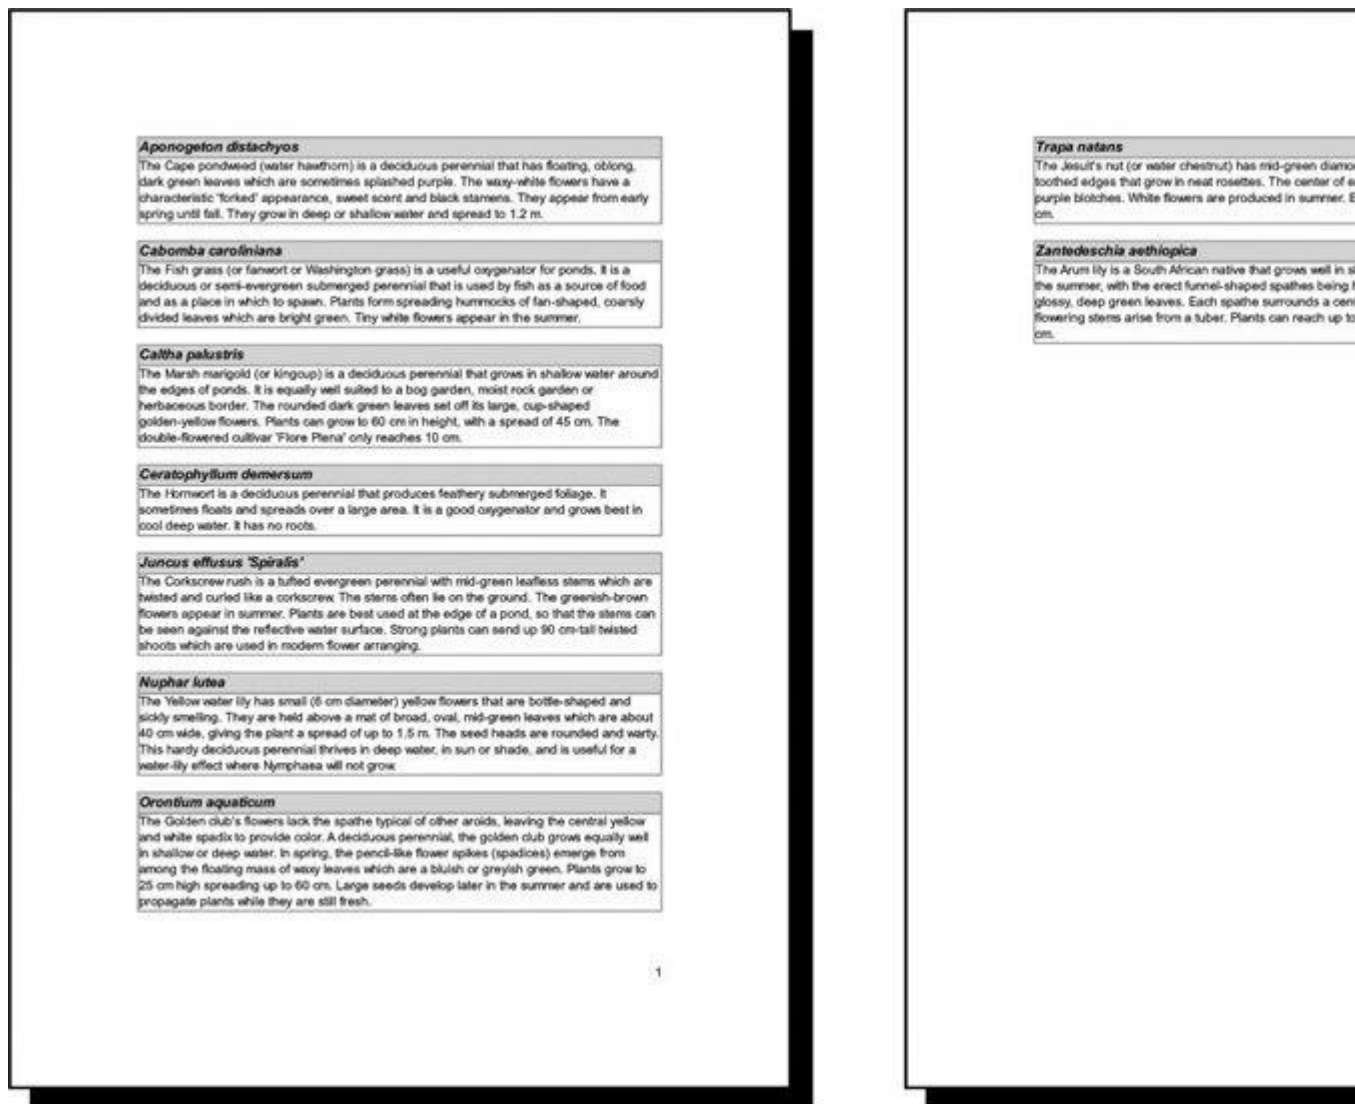 Aponogeton distachyos
The Cape pondweed (water hawthorn) is a deciduous perennial that has floating, oblong,
dark green leaves which are sometimes splashed purple. The waxy-white flowers have a
characteristic 'forked' appearance, sweet scent and black stamens. They appear from early
spring until fall. They grow in deep or shallow water and spread to 1.2 m.
Cabomba caroliniana
The Fish grass (or fanwort or Washington grass) is a useful oxygenator for ponds. It is a
deciduous or semi-evergreen submerged perennial that is used by fish as a source of food
and as a place in which to spawn. Plants form spreading hummocks of fan-shaped, coarsly
divided leaves which are bright green. Tiny white flowers appear in the summer.
Caltha palustris
The Marsh marigold (or kingcup) is a deciduous perennial that grows in shallow water around
the edges of ponds. It is equally well suited to a bog garden, moist rock garden or
herbaceous border. The rounded dark green leaves set off its large, cup-shaped
golden-yellow flowers. Plants can grow to 60 cm in height, with a spread of 45 cm. The
double-flowered cultivar 'Flore Plena' only reaches 10 cm.
Ceratophyllum demersum
The Hornwort is a deciduous perennial that produces feathery submerged foliage. It
sometimes floats and spreads over a large area. It is a good oxygenator and grows best in
cool deep water. It has no roots.
Juncus effusus 'Spiralis'
The Corkscrew rush is a tufted evergreen perennial with mid-green leafless stems which are
twisted and curled like a corkscrew. The stems often lie on the ground. The greenish-brown
flowers appear in summer. Plants are best used at the edge of a pond, so that the stems can
be seen against the reflective water surface. Strong plants can send up 90 cm-tall twisted
shoots which are used in modern flower arranging.
Nuphar lutea
The Yellow water lily has small (6 cm diameter) yellow flowers that are bottle-shaped and
sickly smelling. They are held above a mat of broad, oval, mid-green leaves which are about
40 cm wide, giving the plant a spread of up to 1.5 m. The seed heads are rounded and warty.
This hardy deciduous perennial thrives in deep water, in sun or shade, and is useful for a
water-lily effect where Nymphaea will not grow.
Orontium aquaticum
The Golden club's flowers lack the spathe typical of other aroids, leaving the central yellow
and white spadix to provide color. A deciduous perennial, the golden club grows equally well
in shallow or deep water. In spring, the pencil-like flower spikes (spadices) emerge from
among the floating mass of waxy leaves which are a bluish or greyish green. Plants grow to
25 cm high spreading up to 60 cm. Large seeds develop later in the summer and are used to
propagate plants while they are still fresh.
1
Trapa natans
The Jesuit's nut (or water chestnut) has mid-green
toothed edges that grow in neat rosettes. The center of
purple blotches. White flowers are produced in summer.
cm.
Zantedeschia aethiopica
The Arum lily is a South African native that grows well in
the summer, with the erect funnel-shaped spathes being
glossy, deep green leaves. Each spathe surrounds a
flowering stems arise from a tuber. Plants can reach up to
cm.